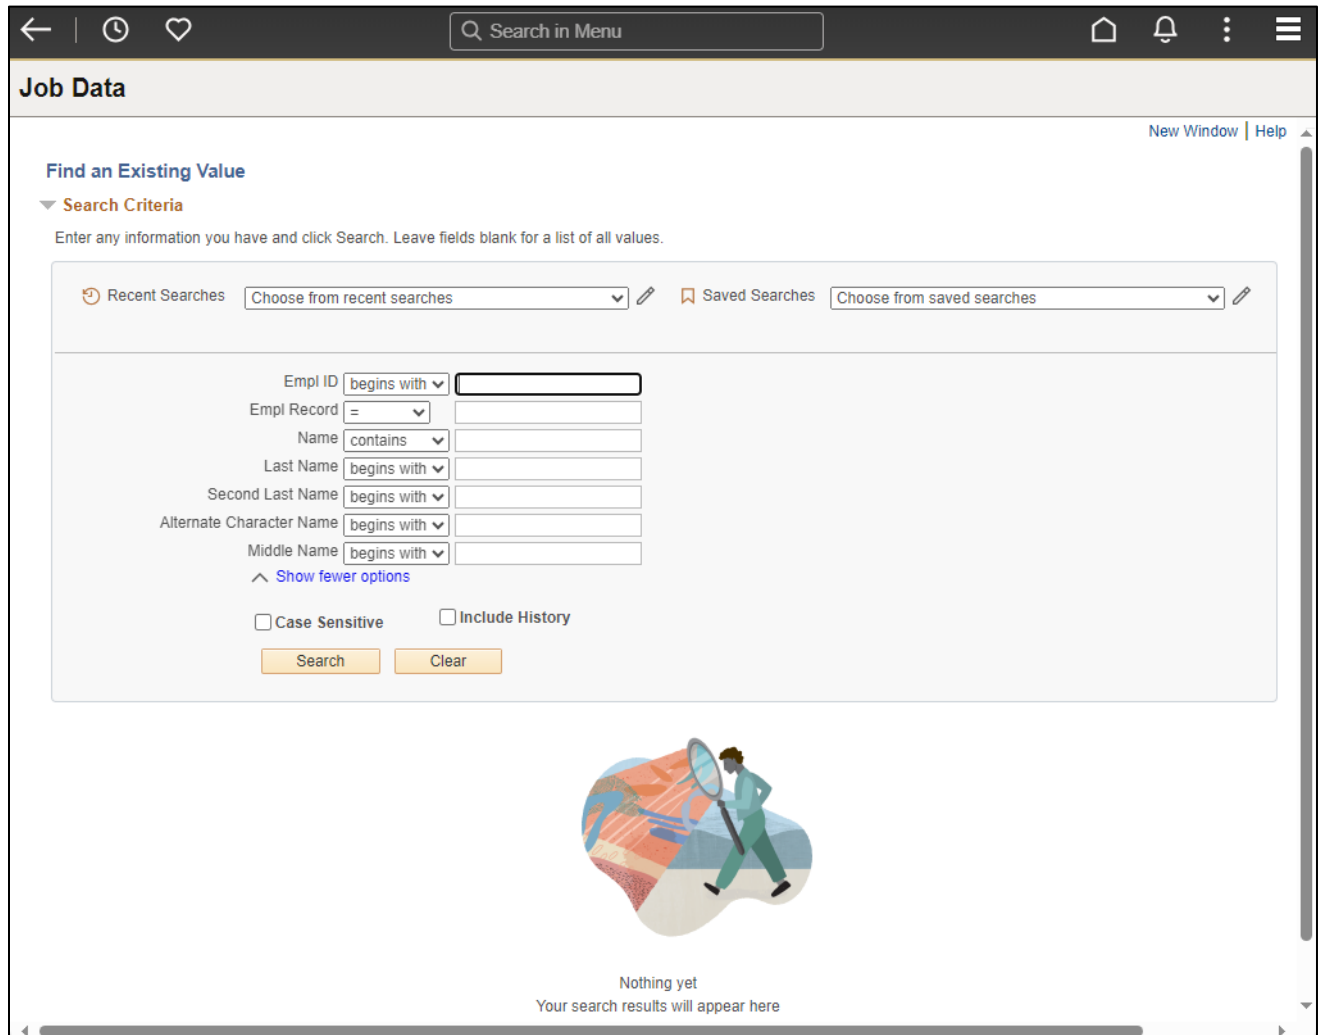 Search in Menu
Job Data
New Window | Help
Find an Existing Value
Search Criteria
Enter any information you have and click Search. Leave fields blank for a list of all values.
Recent Searches Choose from recent searches Saved Searches Choose from saved searches
Empl ID begins with
Empl Record =
Name contains
Last Name begins with
Second Last Name begins with
Alternate Character Name begins with
Middle Name begins with
Show fewer options
Case Sensitive Include History
Search Clear
Nothing yet
Your search results will appear here